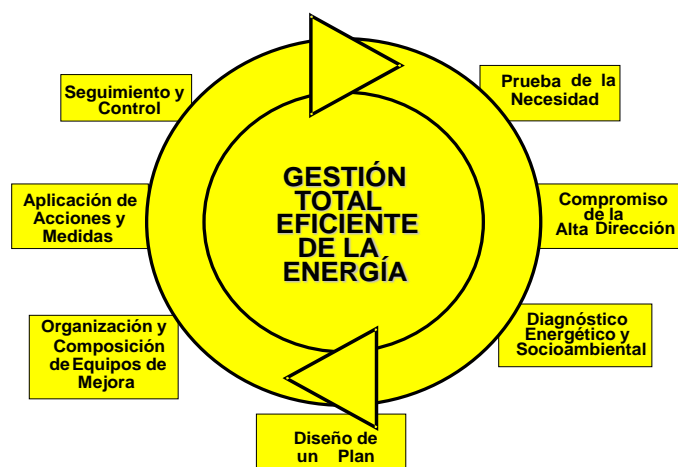 Seguimiento y
Control
Prueba de la
Necesidad
GESTIÓN
TOTAL
EFICIENTE
DE LA
ENERGÍA
Aplicación de
Acciones y
Medidas
Compromiso
de la
Alta Dirección
Organización y
Composición
de Equipos de
Mejora
Diagnóstico
Energético y
Socioambiental
Diseño de
un Plan